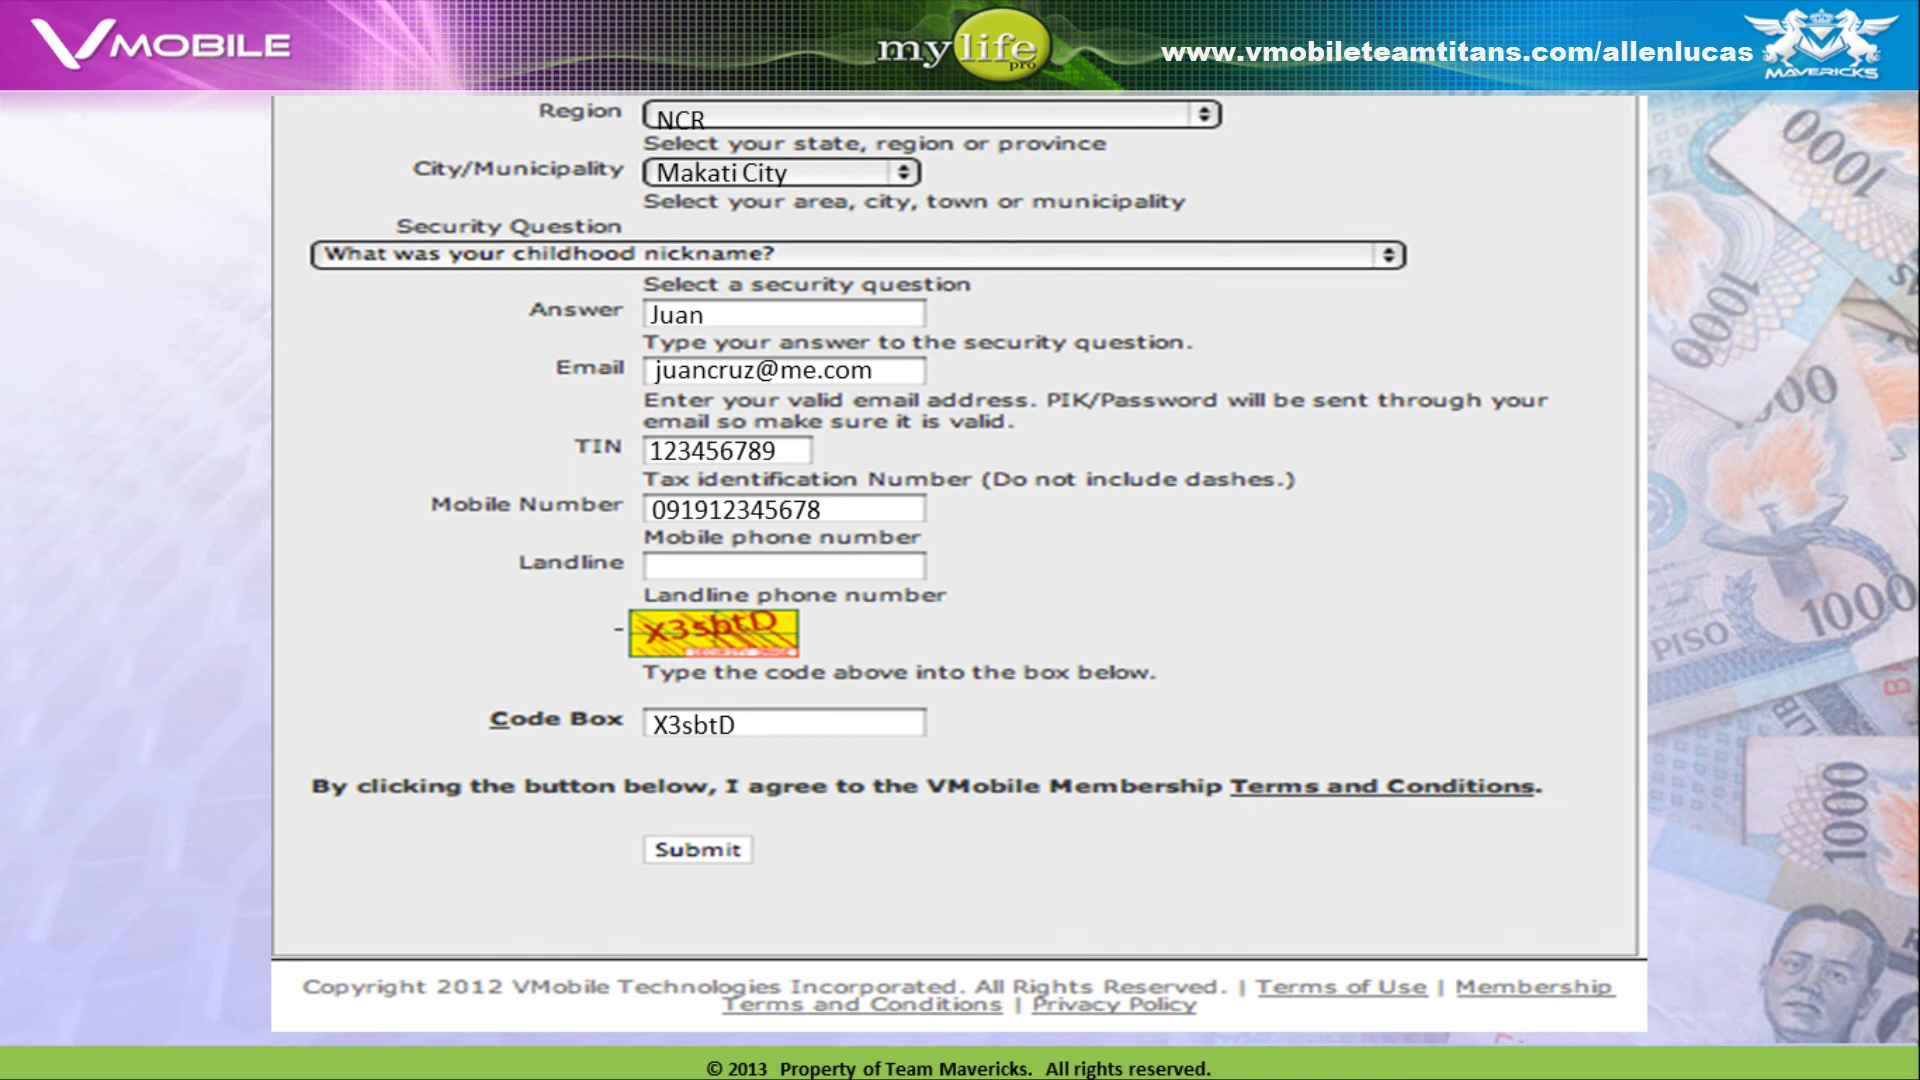 VMOBILE
my life pro
www.vmobileteamtitans.com/allenlucas
MAVERICKS
Region NCR
Select your state, region or province
City/Municipality Makati City
Select your area, city, town or municipality
Security Question
What was your childhood nickname?
Select a security question
Answer Juan
Type your answer to the security question.
Email juancruz@me.com
Enter your valid email address. PIK/Password will be sent through your
email so make sure it is valid.
TIN 123456789
Tax identification Number (Do not include dashes.)
Mobile Number 091912345678
Mobile phone number
Landline
Landline phone number
- X3sbtD
SECURITY CODE
Type the code above into the box below.
Code Box X3sbtD
By clicking the button below, I agree to the VMobile Membership Terms and Conditions.
Submit
Copyright 2012 VMobile Technologies Incorporated. All Rights Reserved. | Terms of Use | Membership
Terms and Conditions | Privacy Policy
1000
1000
1000
PISO
1000
© 2013 Property of Team Mavericks. All rights reserved.